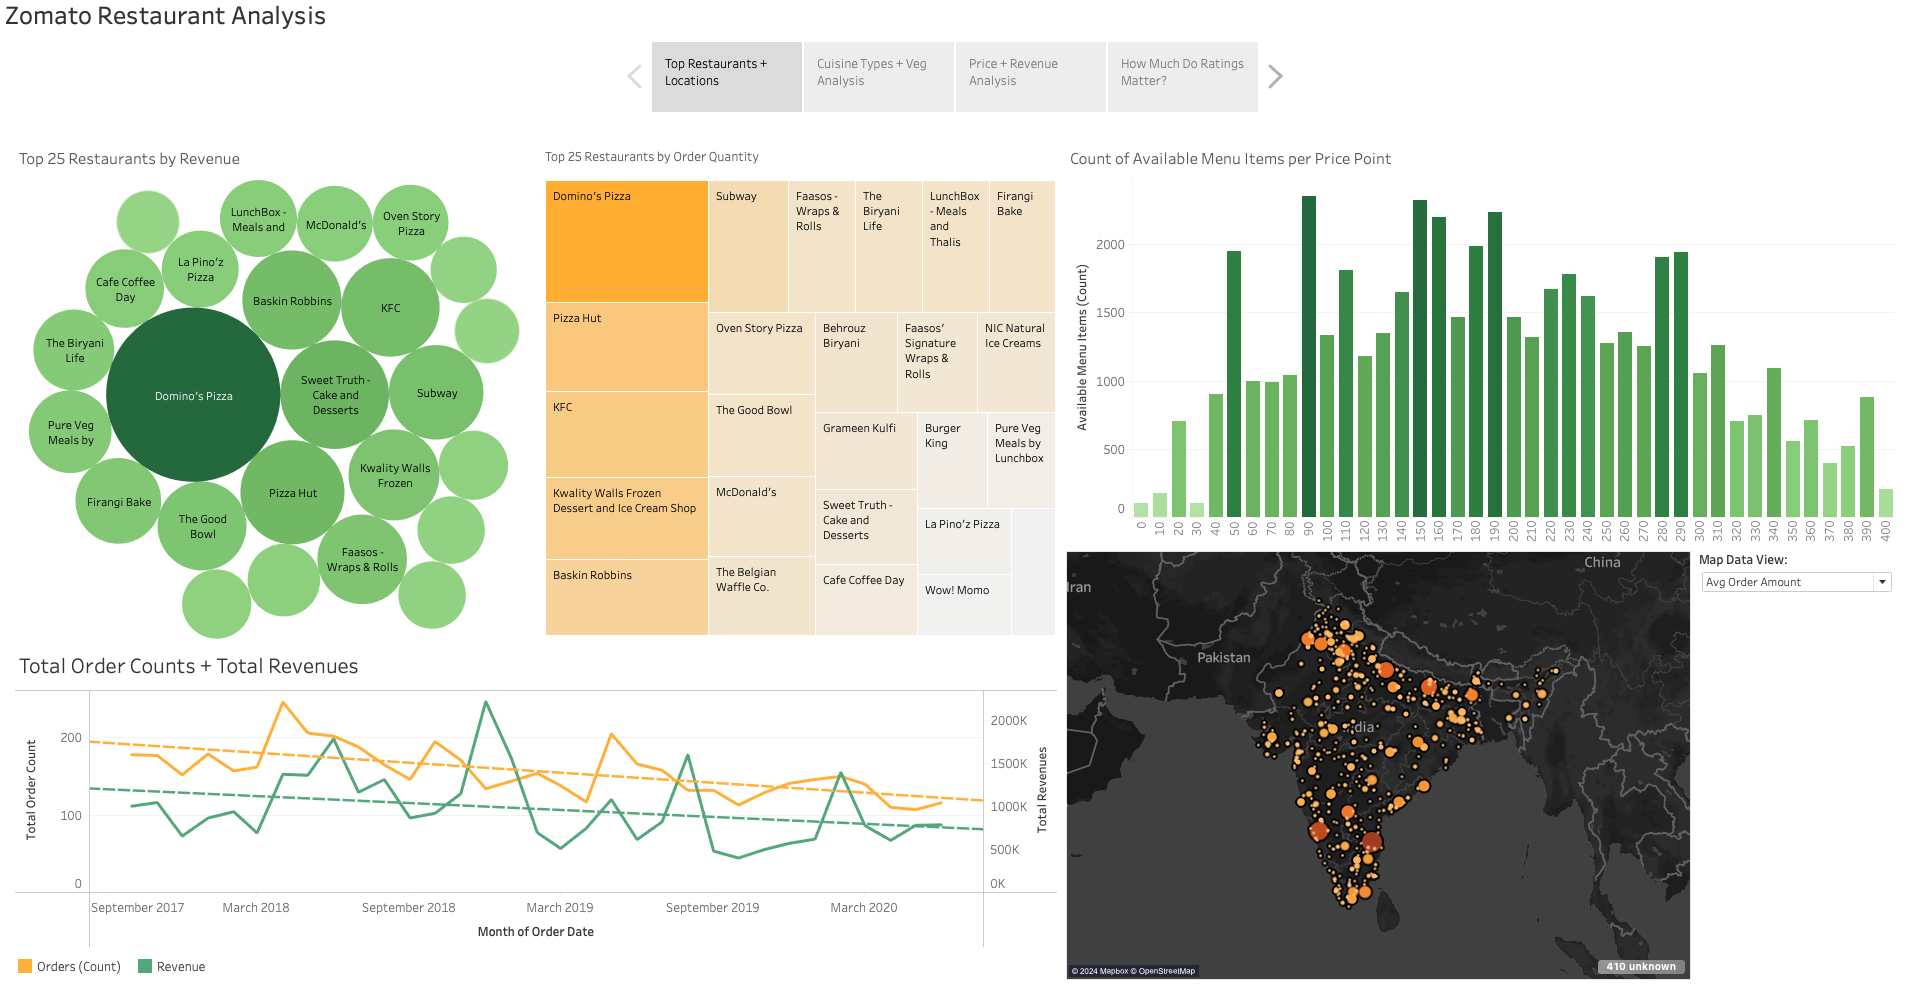 Zomato Restaurant Analysis
Top Restaurants +
Locations
Cuisine Types + Veg
Analysis
Price + Revenue
Analysis
How Much Do Ratings
Matter?
Top 25 Restaurants by Revenue
LunchBox -
Meals and
McDonald's
Oven Story
Pizza
La Pino'z
Pizza
Cafe Coffee
Day
Baskin Robbins
KFC
The Biryani
Life
Domino's Pizza
Sweet Truth -
Cake and
Desserts
Subway
Pure Veg
Meals by
Kwality Walls
Frozen
Pizza Hut
Firangi Bake
The Good
Bowl
Faasos -
Wraps & Rolls
Top 25 Restaurants by Order Quantity
Domino's Pizza
Pizza Hut
KFC
Kwality Walls Frozen
Dessert and Ice Cream Shop
Baskin Robbins
Subway
Faasos -
Wraps &
Rolls
The
Biryani
Life
LunchBox
- Meals
and
Thalis
Firangi
Bake
Oven Story Pizza
The Good Bowl
McDonald's
The Belgian
Waffle Co.
Behrouz
Biryani
Faasos'
Signature
Wraps &
Rolls
NIC Natural
Ice Creams
Grameen Kulfi
Sweet Truth -
Cake and
Desserts
Cafe Coffee Day
Burger
King
Pure Veg
Meals by
Lunchbox
La Pino'z Pizza
Wow! Momo
Count of Available Menu Items per Price Point
Available Menu Items (Count)
2000
1500
1000
500
0
0
10
20
30
40
50
60
70
80
90
100
110
120
130
140
150
160
170
180
190
200
210
220
230
240
250
260
270
280
290
300
310
320
330
340
350
360
370
380
390
400
Total Order Counts + Total Revenues
Total Order Count
200
100
0
2000K
1500K
1000K
500K
0K
Total Revenues
September 2017
March 2018
September 2018
March 2019
September 2019
March 2020
Month of Order Date
Orders (Count)
Revenue
Iran
Pakistan
China
India
© 2024 Mapbox © OpenStreetMap
410 unknown
Map Data View:
Avg Order Amount